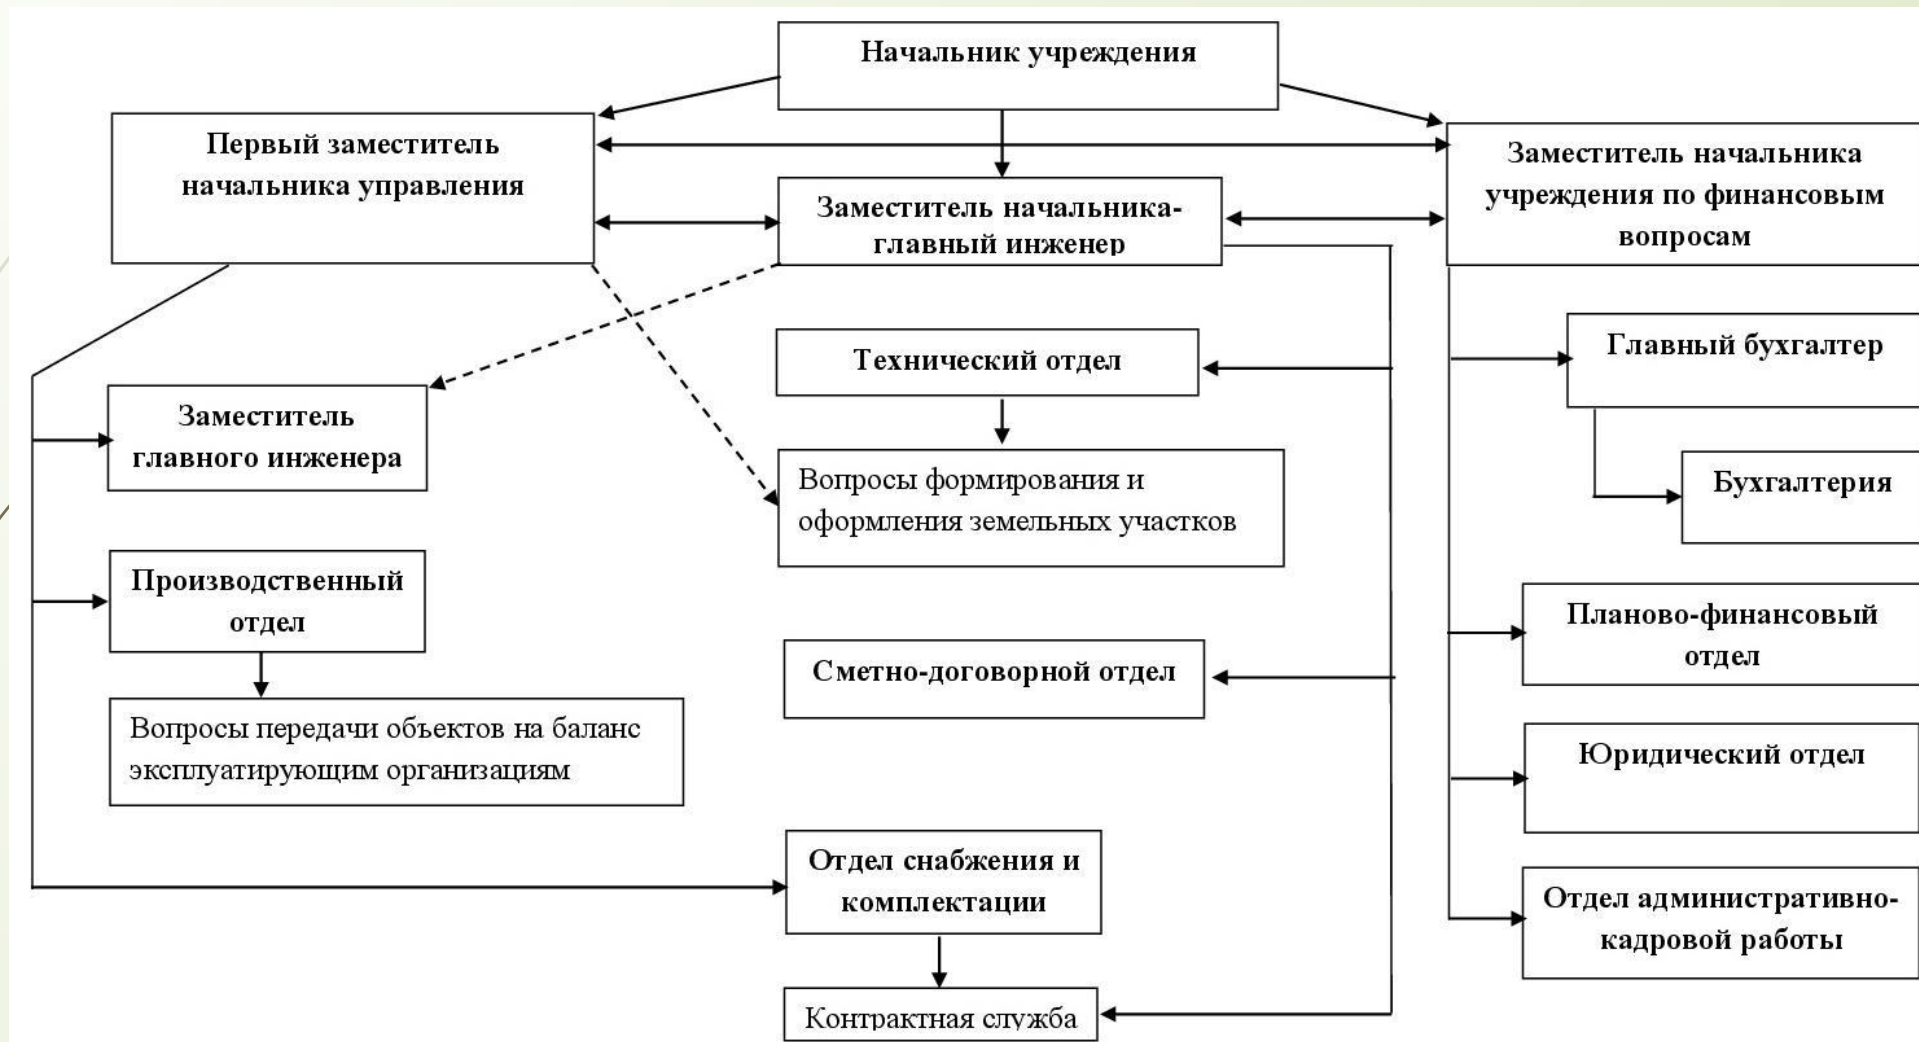 Начальник учреждения
Первый заместитель
начальника управления
Заместитель начальника-
главный инженер
Заместитель начальника
учреждения по финансовым
вопросам
Технический отдел
Главный бухгалтер
Заместитель
главного инженера
Вопросы формирования и
оформления земельных участков
Бухгалтерия
Производственный
отдел
Планово-финансовый
отдел
Сметно-договорной отдел
Вопросы передачи объектов на баланс
эксплуатирующим организациям
Юридический отдел
Отдел снабжения и
комплектации
Отдел административно-
кадровой работы
Контрактная служба